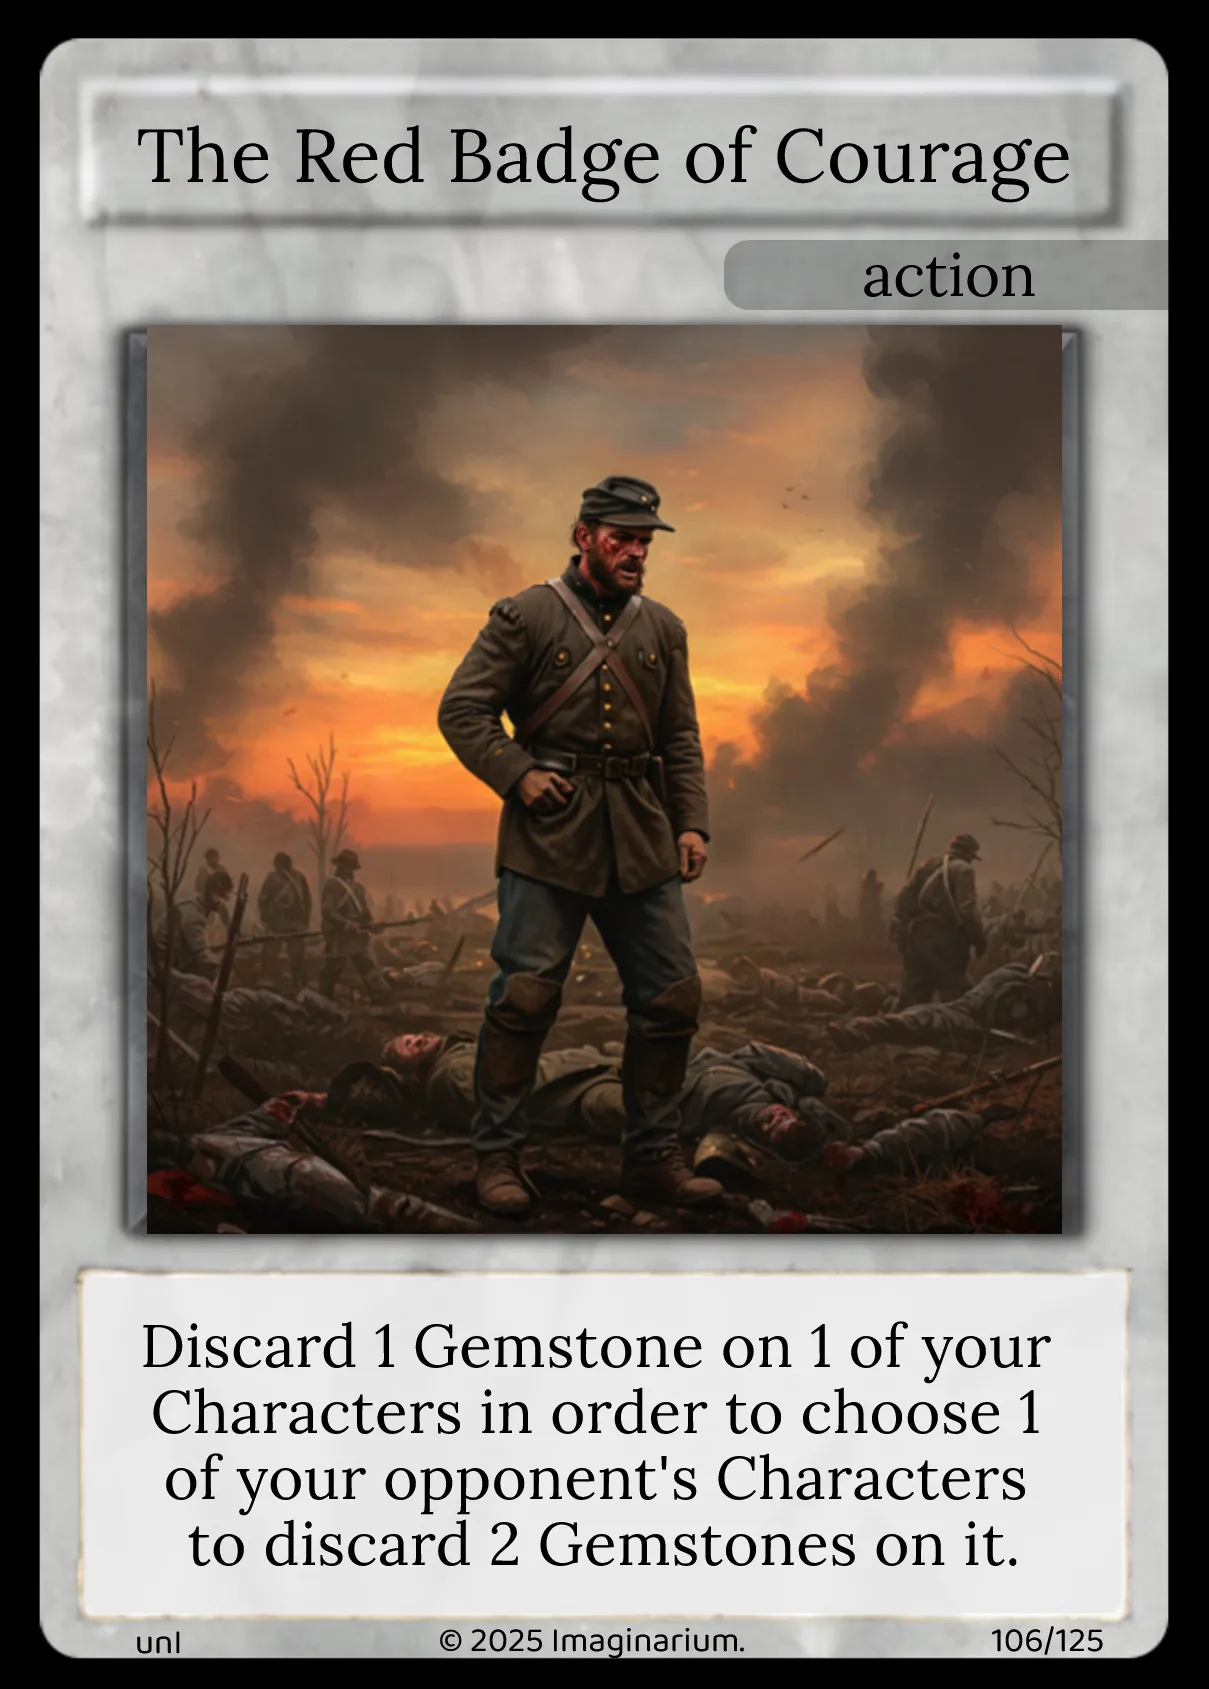 The Red Badge of Courage
action
Discard 1 Gemstone on 1 of your
Characters in order to choose 1
of your opponent's Characters
to discard 2 Gemstones on it.
unl
© 2025 Imaginarium.
106/125